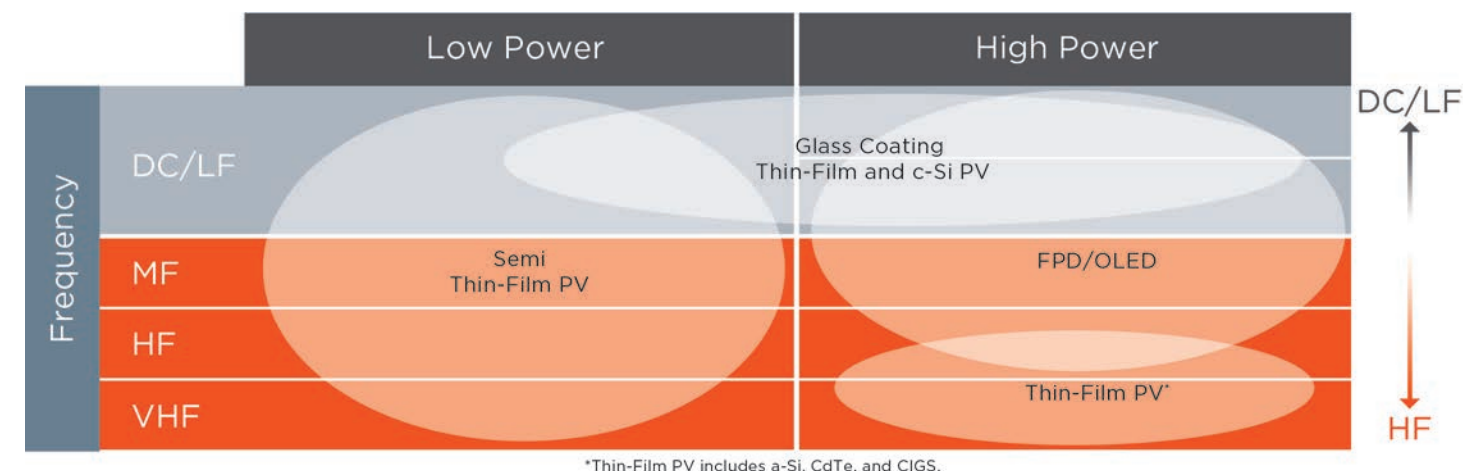 Low Power
High Power
Frequency
DC/LF
MF
HF
VHF
Glass Coating
Thin-Film and c-Si PV
Semi
Thin-Film PV
FPD/OLED
Thin-Film PV*
DC/LF
HF
*Thin-Film PV includes a-Si, CdTe, and CIGS.